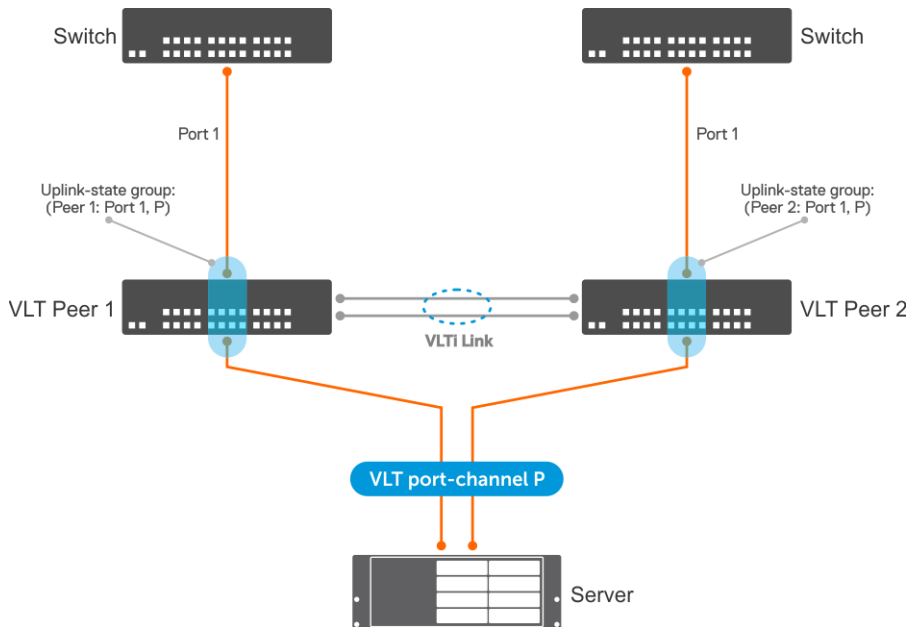 Switch
Switch
Port 1
Port 1
Uplink-state group:
(Peer 1: Port 1, P)
Uplink-state group:
(Peer 2: Port 1, P)
VLT Peer 1
VLT Peer 2
VLTi Link
VLT port-channel P
Server